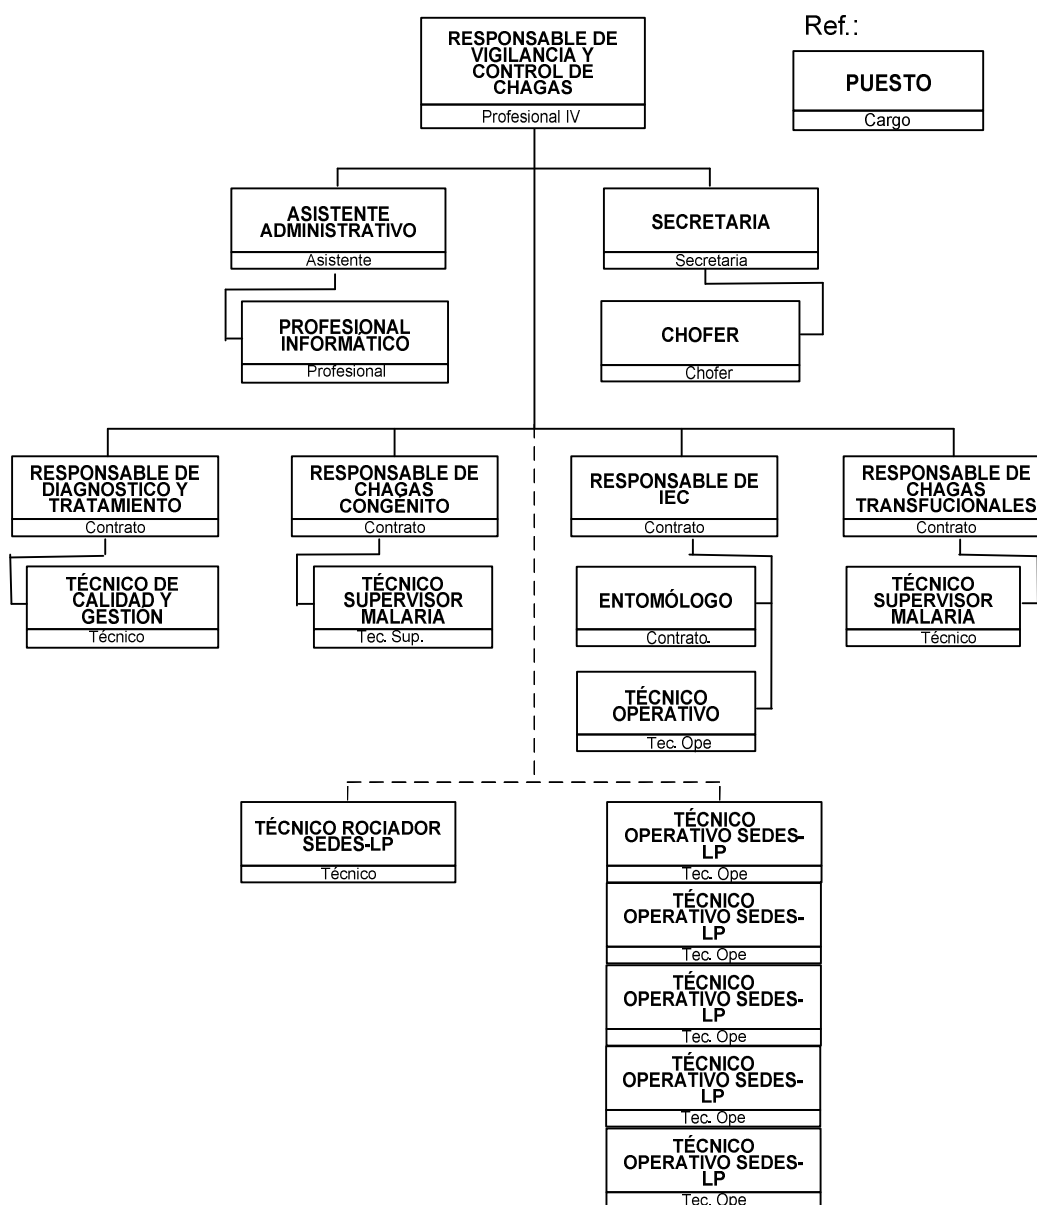 RESPONSABLE DE
VIGILANCIA Y
CONTROL DE
CHAGAS
Profesional IV
Ref.:
PUESTO
Cargo
ASISTENTE
ADMINISTRATIVO
Asistente
SECRETARIA
Secretaria
PROFESIONAL
INFORMÁTICO
Profesional
CHOFER
Chofer
RESPONSABLE DE
DIAGNOSTICO Y
TRATAMIENTO
Contrato
RESPONSABLE DE
CHAGAS
CONGENITO
Contrato
RESPONSABLE DE
IEC
Contrato
RESPONSABLE DE
CHAGAS
TRANSFUCIONALES
Contrato
TÉCNICO DE
CALIDAD Y
GESTIÓN
Técnico
TÉCNICO
SUPERVISOR
MALARIA
Tec. Sup.
ENTOMÓLOGO
Contrato.
TÉCNICO
SUPERVISOR
MALARIA
Técnico
TÉCNICO
OPERATIVO
Tec. Ope
TÉCNICO ROCIADOR
SEDES-LP
Técnico
TÉCNICO
OPERATIVO SEDES-
LP
Tec. Ope
TÉCNICO
OPERATIVO SEDES-
LP
Tec. Ope
TÉCNICO
OPERATIVO SEDES-
LP
Tec. Ope
TÉCNICO
OPERATIVO SEDES-
LP
Tec. Ope
TÉCNICO
OPERATIVO SEDES-
LP
Tec. Ope